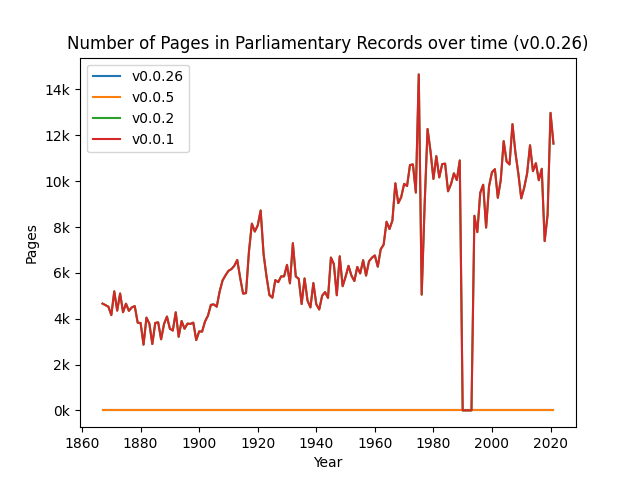 Number of Pages in Parliamentary Records over time (v0.0.26)
v0.0.26
v0.0.5
v0.0.2
v0.0.1
14k
12k
10k
8k
6k
4k
2k
0k
Pages
1860 1880 1900 1920 1940 1960 1980 2000 2020
Year